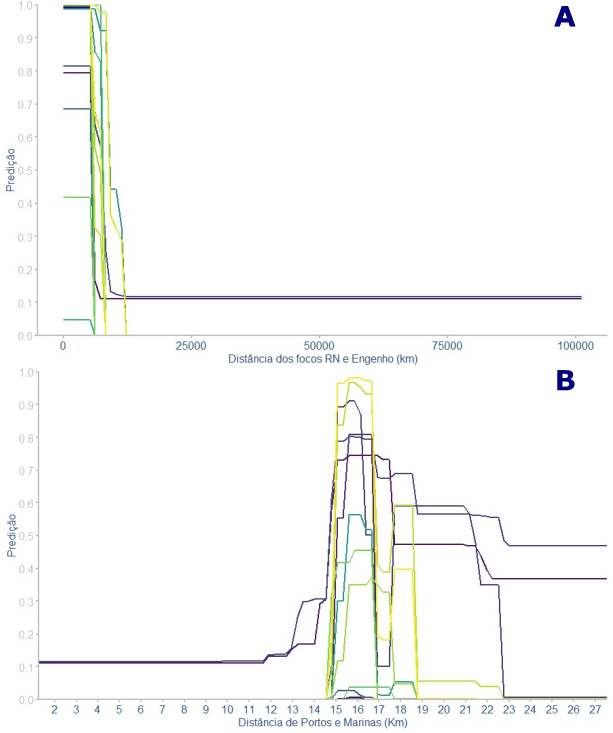 A
1.0
0.9
0.8
0.7
0.6
0.5
0.4
0.3
0.2
0.1
0.0
Predição
0 25000 50000 75000 100000
Distância dos focos RN e Engenho (km)
B
1.0
0.9
0.8
0.7
0.6
0.5
0.4
0.3
0.2
0.1
0.0
Predição
2 3 4 5 6 7 8 9 10 11 12 13 14 15 16 17 18 19 20 21 22 23 24 25 26 27
Distância de Portos e Marinas (Km)